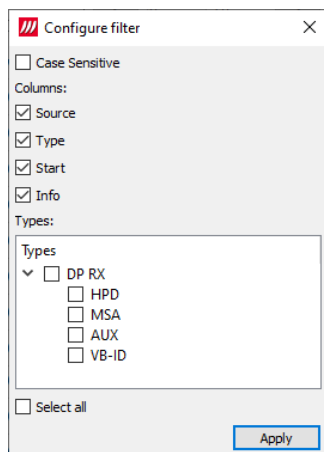 Configure filter
Case Sensitive
Columns:
Source
Type
Start
Info
Types:
Types
DP RX
HPD
MSA
AUX
VB-ID
Select all
Apply